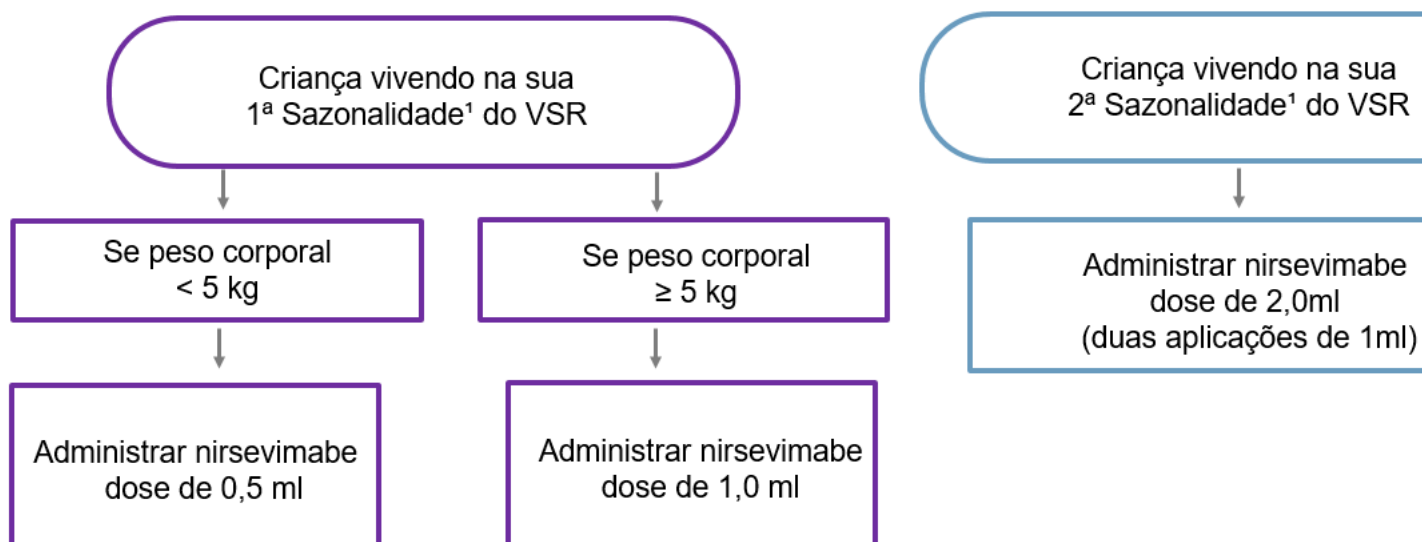 Criança vivendo na sua
1ª Sazonalidade¹ do VSR
Se peso corporal
< 5 kg
Administrar nirsevimabe
dose de 0,5 ml
Se peso corporal
≥ 5 kg
Administrar nirsevimabe
dose de 1,0 ml
Criança vivendo na sua
2ª Sazonalidade¹ do VSR
Administrar nirsevimabe
dose de 2,0ml
(duas aplicações de 1ml)